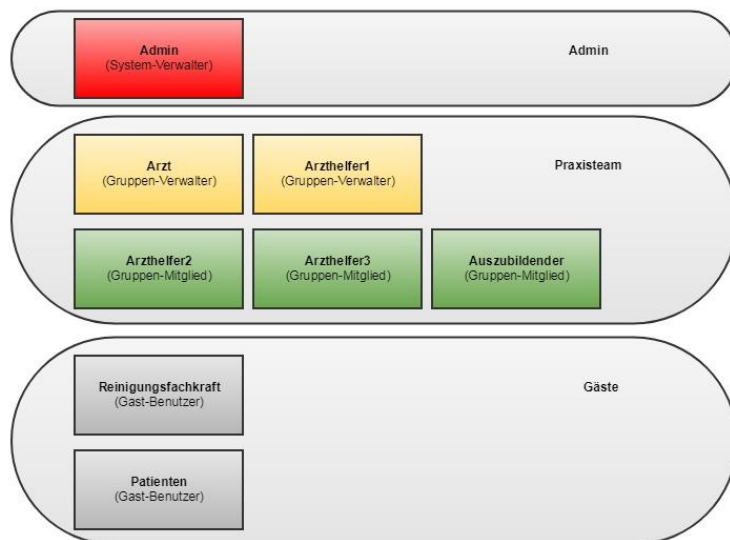 Admin
(System-Verwalter)
Admin
Arzt
(Gruppen-Verwalter)
Arzthelfer1
(Gruppen-Verwalter)
Praxisteam
Arzthelfer2
(Gruppen-Mitglied)
Arzthelfer3
(Gruppen-Mitglied)
Auszubildender
(Gruppen-Mitglied)
Reinigungsfachkraft
(Gast-Benutzer)
Gäste
Patienten
(Gast-Benutzer)